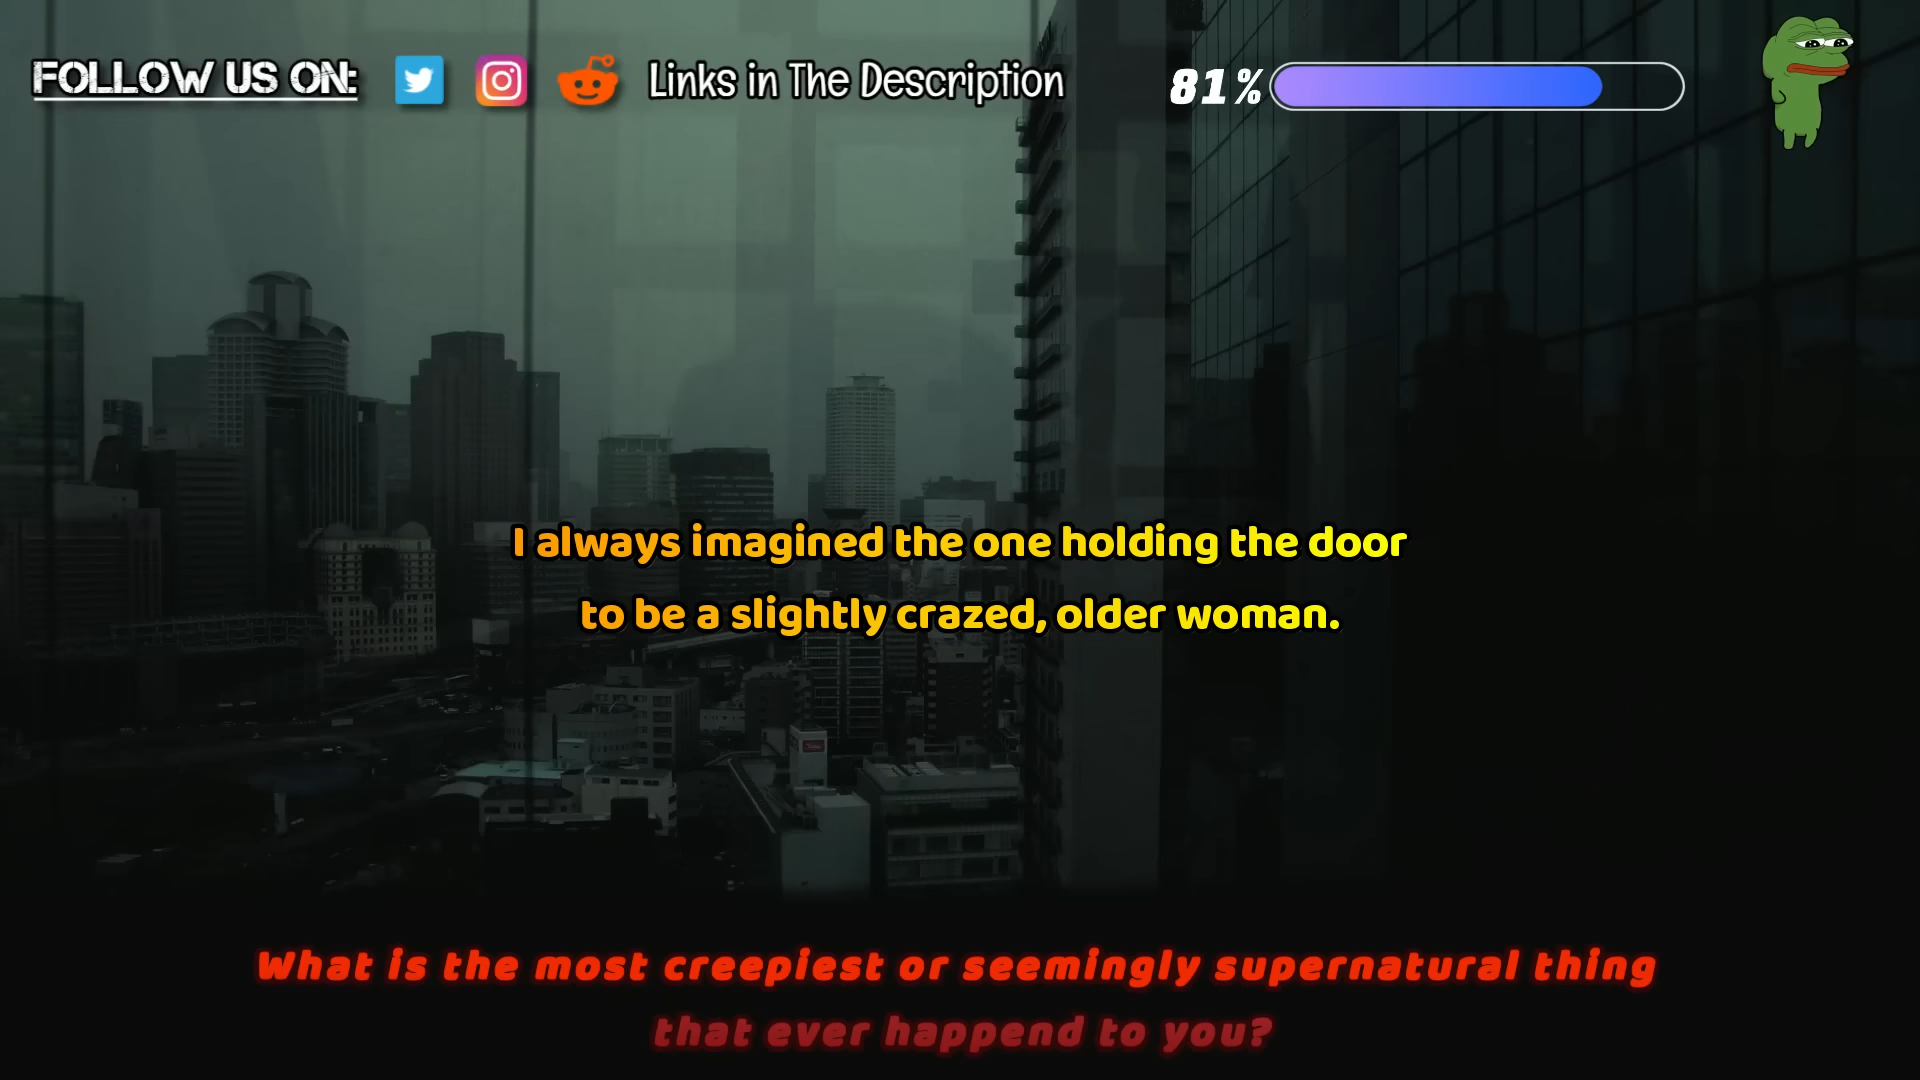 FOLLOW US ON:
Links in The Description
81%
I always imagined the one holding the door
to be a slightly crazed, older woman.
What is the most creepiest or seemingly supernatural thing
that ever happend to you?